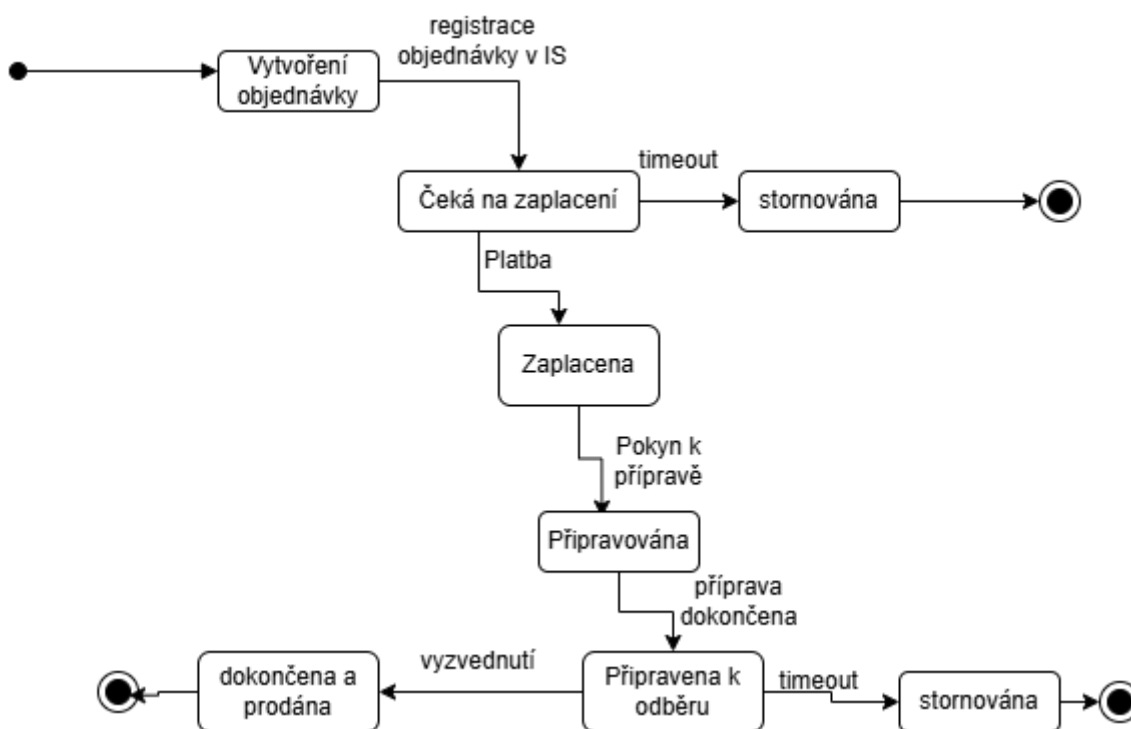 registrace
objednávky v IS
Vytvoření
objednávky
timeout
Čeká na zaplacení
stornována
Platba
Zaplacena
Pokyn k
přípravě
Připravována
příprava
dokončena
dokončena a
prodána
vyzvednutí
Připravena k
odběru
timeout
stornována